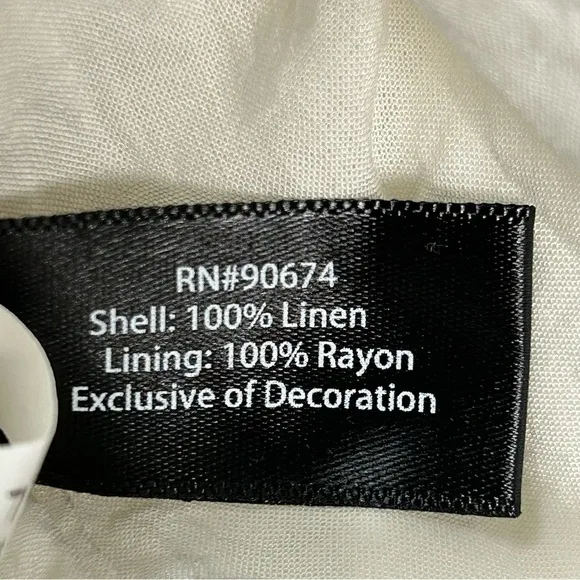 RN#90674
Shell: 100% Linen
Lining: 100% Rayon
Exclusive of Decoration